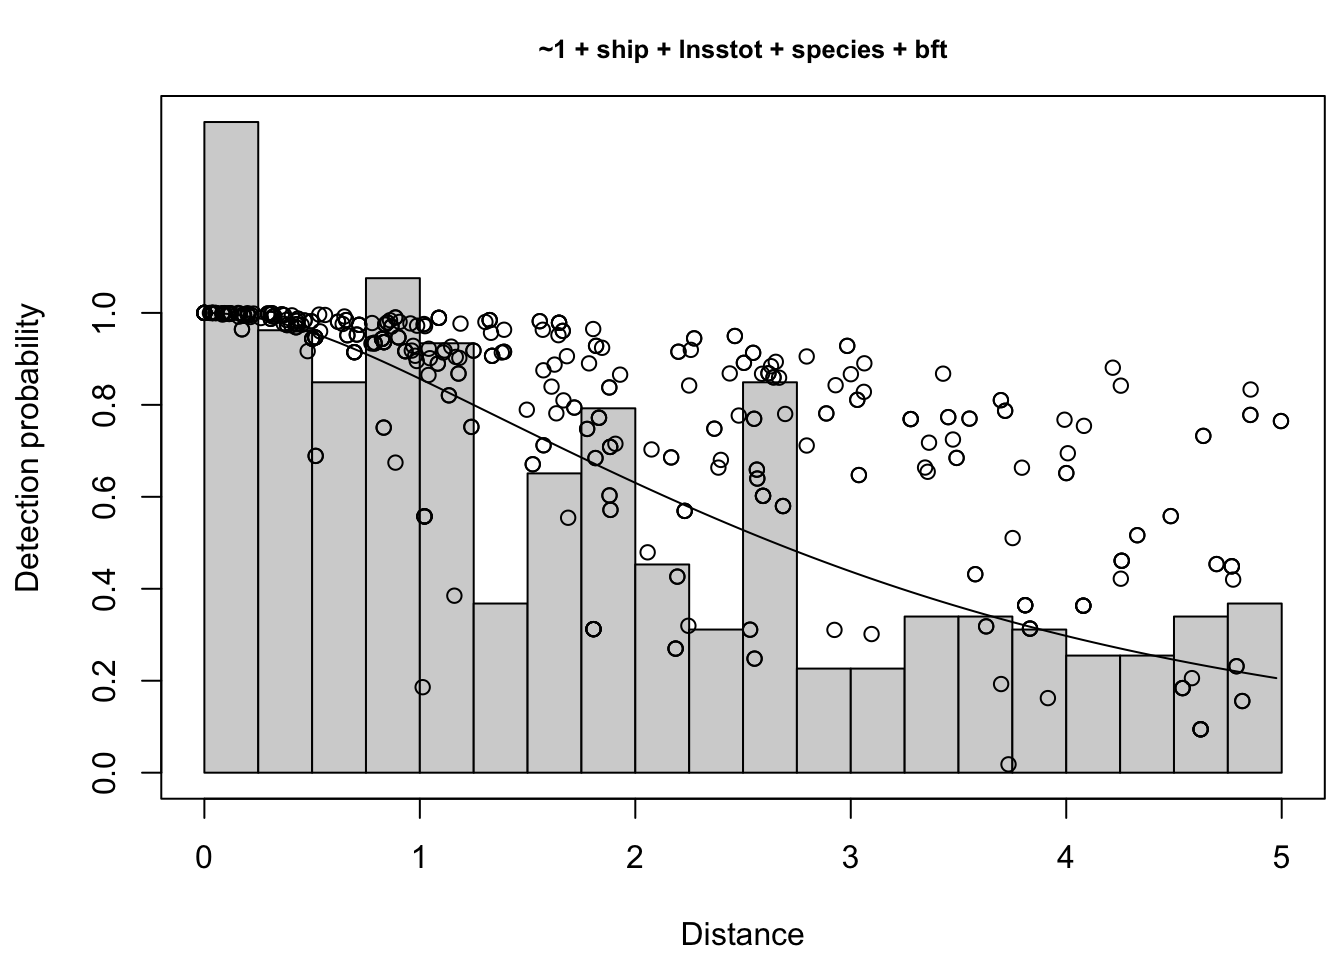 ~1 + ship + lnsstot + species + bft
Detection probability
1.0
0.8
0.6
0.4
0.2
0.0
0 1 2 3 4 5
Distance